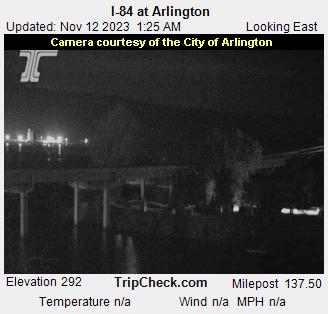 I-84 at Arlington
Updated: Nov 12 2023 1:25 AM Looking East
Camera courtesy of the City of Arlington
Elevation 292 TripCheck.com Milepost 137.50
Temperature n/a Wind n/a MPH n/a